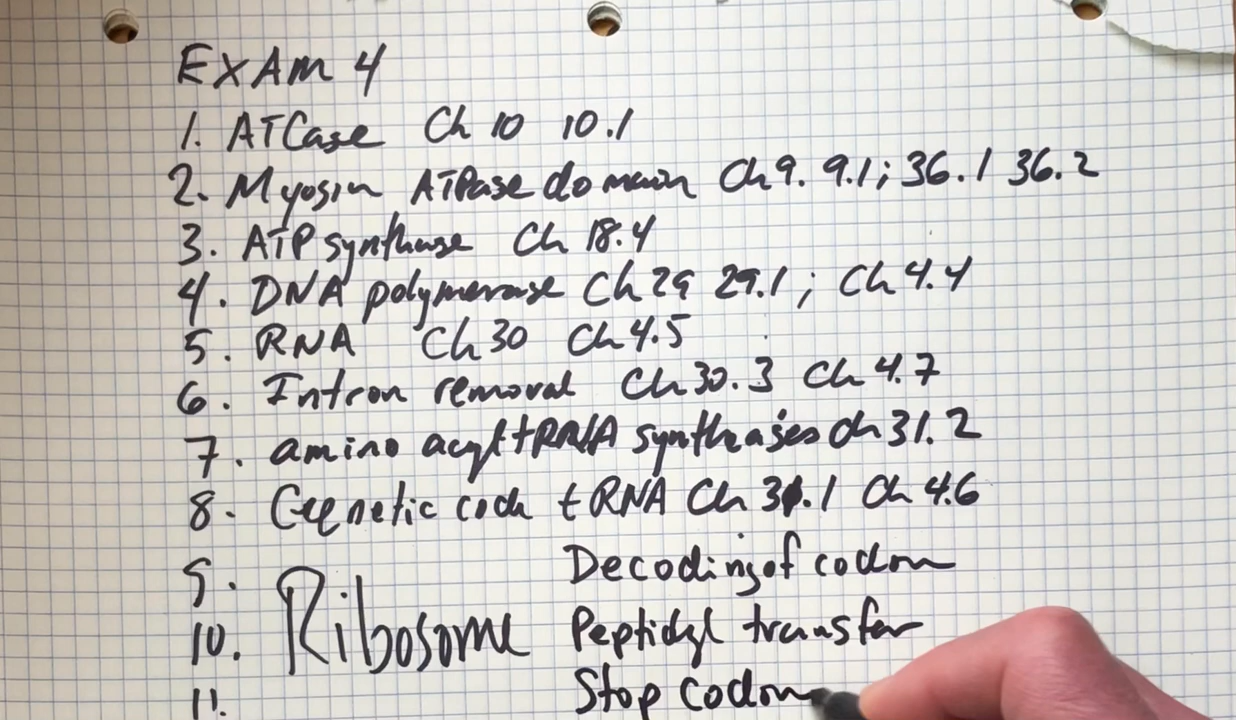 EXAM 4
1. ATCase Ch 10 10.1
2. Myosin ATPase domain Ch 9. 9.1; 36.1 36.2
3. ATP synthase Ch 18.4
4. DNA polymerase Ch 29 29.1; Ch 4.4
5. RNA Ch 30 Ch 4.5
6. Intron removal Ch 30.3 Ch 4.7
7. amino acyl tRNA synthases Ch 31.2
8. Genetic code tRNA Ch 31.1 Ch 4.6
9. Decoding of codon
10. Ribosome Peptidyl transfer
11. Stop codon